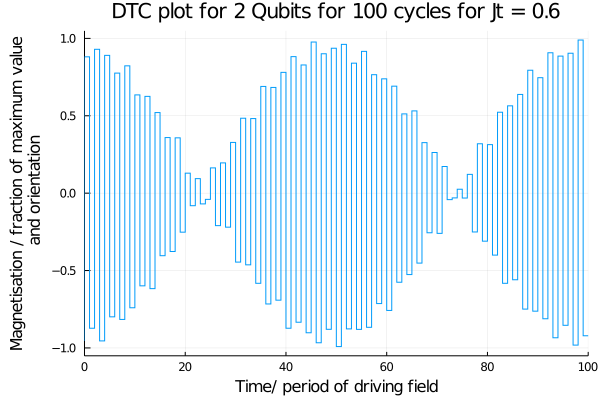 DTC plot for 2 Qubits for 100 cycles for Jt = 0.6
Magnetisation / fraction of maximum value
and orientation
1.0
0.5
0.0
−0.5
−1.0
0
20
40
60
80
100
Time/ period of driving field